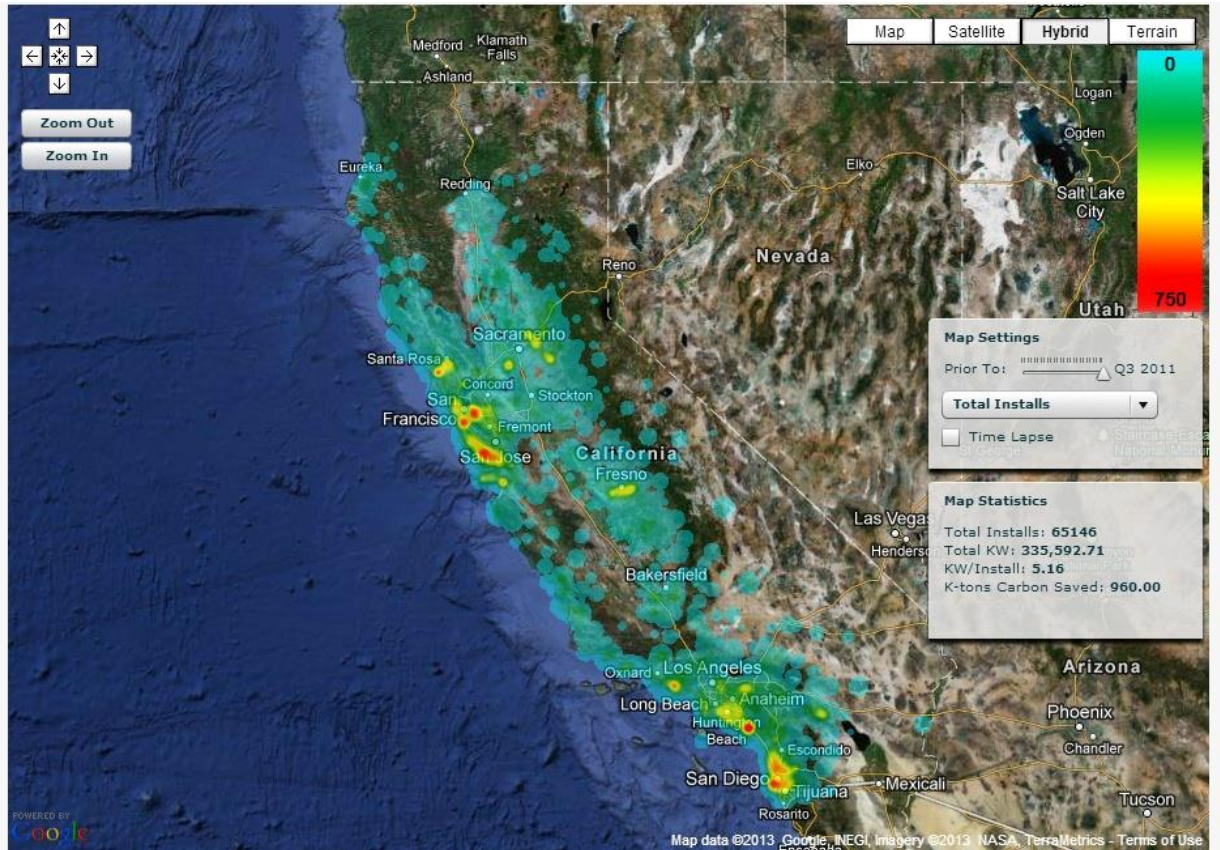 Map Satellite Hybrid Terrain
0
750
Zoom Out
Zoom In
Medford
Klamath
Falls
Ashland
Logan
Ogden
Eureka
Elko
Redding
Salt Lake
City
Nevada
Reno
Utah
Sacramento
Santa Rosa
Concord
San
Francisco
Stockton
Fremont
San Jose
California
Fresno
Map Settings
Prior To: Q3 2011
Total Installs
Time Lapse
St George
Map Statistics
Total Installs: 65146
Total KW: 335,592.71
KW/Install: 5.16
K-tons Carbon Saved: 960.00
Las Vegas
Henderson
Bakersfield
Oxnard
Los Angeles
Long Beach
Anaheim
Huntington
Beach
Escondido
San Diego
Tijuana
Rosarito
Mexicali
Arizona
Phoenix
Chandler
Tucson
POWERED BY
Google
Map data ©2013 Google, INEGI, Imagery ©2013 NASA, TerraMetrics - Terms of Use